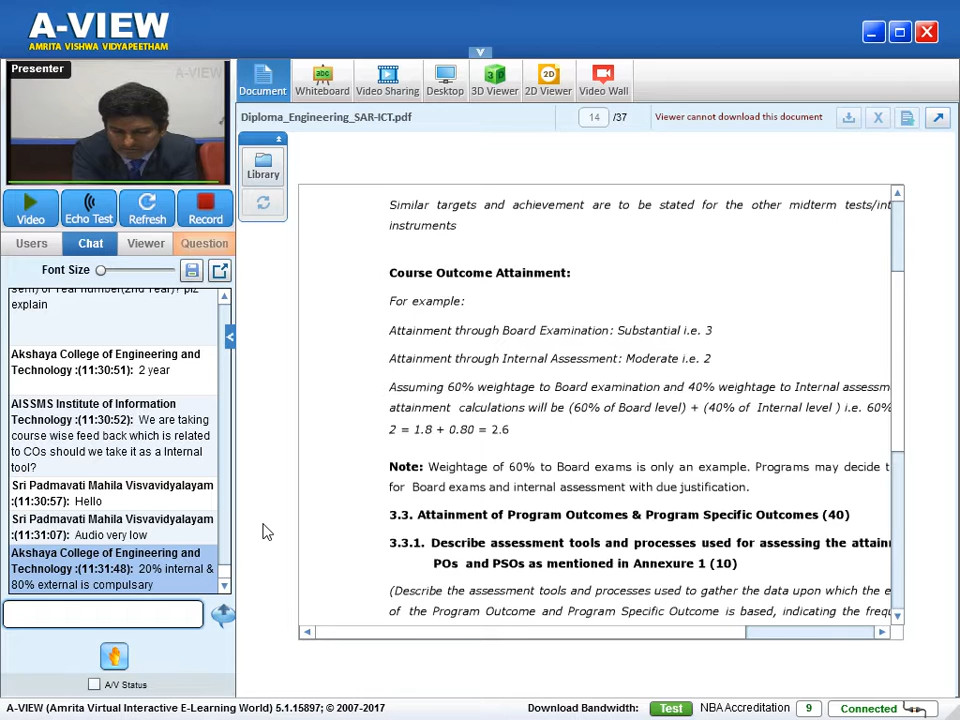 A-VIEW
AMRITA VISHWA VIDYAPEETHAM
Presenter
A-VIEW
Video
Echo Test
Refresh
Record
Users
Chat
Viewer
Question
Font Size
sem) or Year number(2nd Year)? plz
explain
Akshaya College of Engineering and
Technology :(11:30:51): 2 year
AISSMS Institute of Information
Technology :(11:30:52): We are taking
course wise feed back which is related
to COs should we take it as a Internal
tool?
Sri Padmavati Mahila Visvavidyalayam
:(11:30:57): Hello
Sri Padmavati Mahila Visvavidyalayam
:(11:31:07): Audio very low
Akshaya College of Engineering and
Technology :(11:31:48): 20% internal &
80% external is compulsary
A/V Status
Document
Whiteboard
abc
Video Sharing
Desktop
3D Viewer
2D
2D Viewer
Video Wall
Diploma_Engineering_SAR-ICT.pdf
14 /37
Viewer cannot download this document
Library
Similar targets and achievement are to be stated for the other midterm tests/int
instruments
Course Outcome Attainment:
For example:
Attainment through Board Examination: Substantial i.e. 3
Attainment through Internal Assessment: Moderate i.e. 2
Assuming 60% weightage to Board examination and 40% weightage to Internal assessm
attainment calculations will be (60% of Board level) + (40% of Internal level ) i.e. 60%
2 = 1.8 + 0.80 = 2.6
Note: Weightage of 60% to Board exams is only an example. Programs may decide t
for Board exams and internal assessment with due justification.
3.3. Attainment of Program Outcomes & Program Specific Outcomes (40)
3.3.1. Describe assessment tools and processes used for assessing the attain
POs and PSOs as mentioned in Annexure 1 (10)
(Describe the assessment tools and processes used to gather the data upon which the e
of the Program Outcome and Program Specific Outcome is based, indicating the frequ
A-VIEW (Amrita Virtual Interactive E-Learning World) 5.1.15897; © 2007-2017
Download Bandwidth:
Test
NBA Accreditation
9
Connected